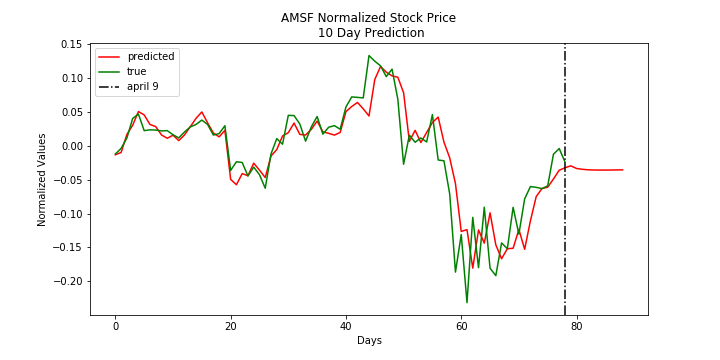 AMSF Normalized Stock Price
10 Day Prediction
predicted
true
april 9
Normalized Values
0.15
0.10
0.05
0.00
−0.05
−0.10
−0.15
−0.20
0
20
40
60
80
Days